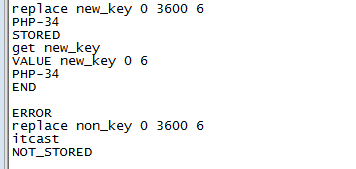 replace new_key 0 3600 6
PHP-34
STORED
get new_key
VALUE new_key 0 6
PHP-34
END
ERROR
replace non_key 0 3600 6
itcast
NOT_STORED